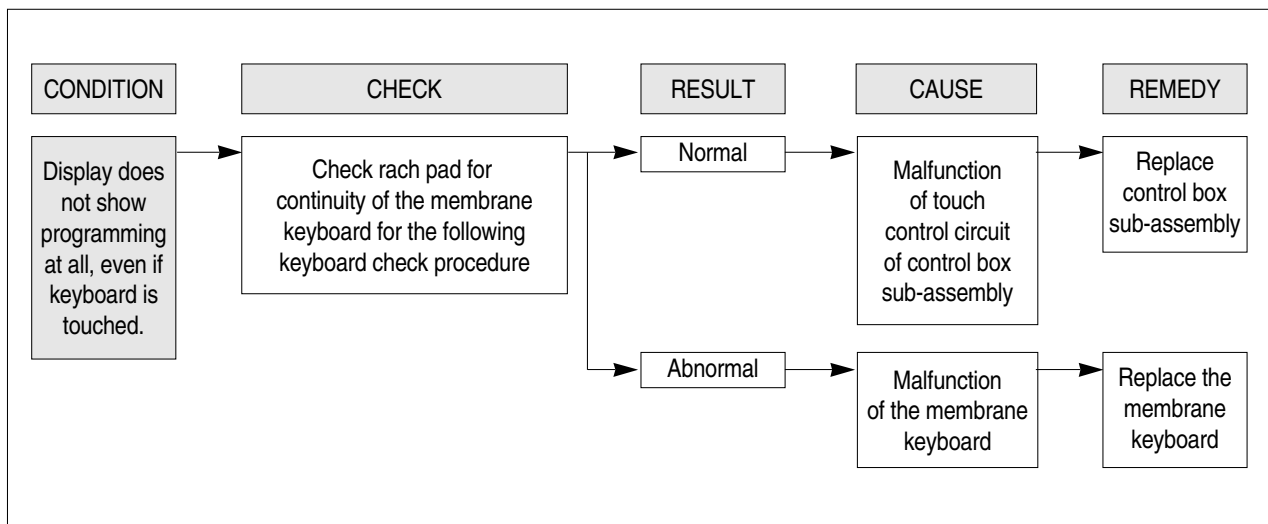 CONDITION
CHECK
RESULT
CAUSE
REMEDY
Display does
not show
programming
at all, even if
keyboard is
touched.
Check rach pad for
continuity of the membrane
keyboard for the following
keyboard check procedure
Normal
Malfunction
of touch
control circuit
of control box
sub-assembly
Replace
control box
sub-assembly
Abnormal
Malfunction
of the membrane
keyboard
Replace the
membrane
keyboard